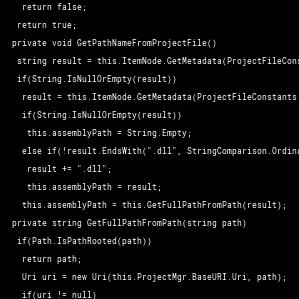 return false;
return true;
private void GetPathNameFromProjectFile()
string result = this.ItemNode.GetMetadata(ProjectFileCons
if(String.IsNullOrEmpty(result))
result = this.ItemNode.GetMetadata(ProjectFileConstants
if(String.IsNullOrEmpty(result))
this.assemblyPath = String.Empty;
else if(!result.EndsWith(".dll", StringComparison.Ordina
result += ".dll";
this.assemblyPath = result;
this.assemblyPath = this.GetFullPathFromPath(result);
private string GetFullPathFromPath(string path)
if(Path.IsPathRooted(path))
return path;
Uri uri = new Uri(this.ProjectMgr.BaseURI.Uri, path);
if(uri != null)